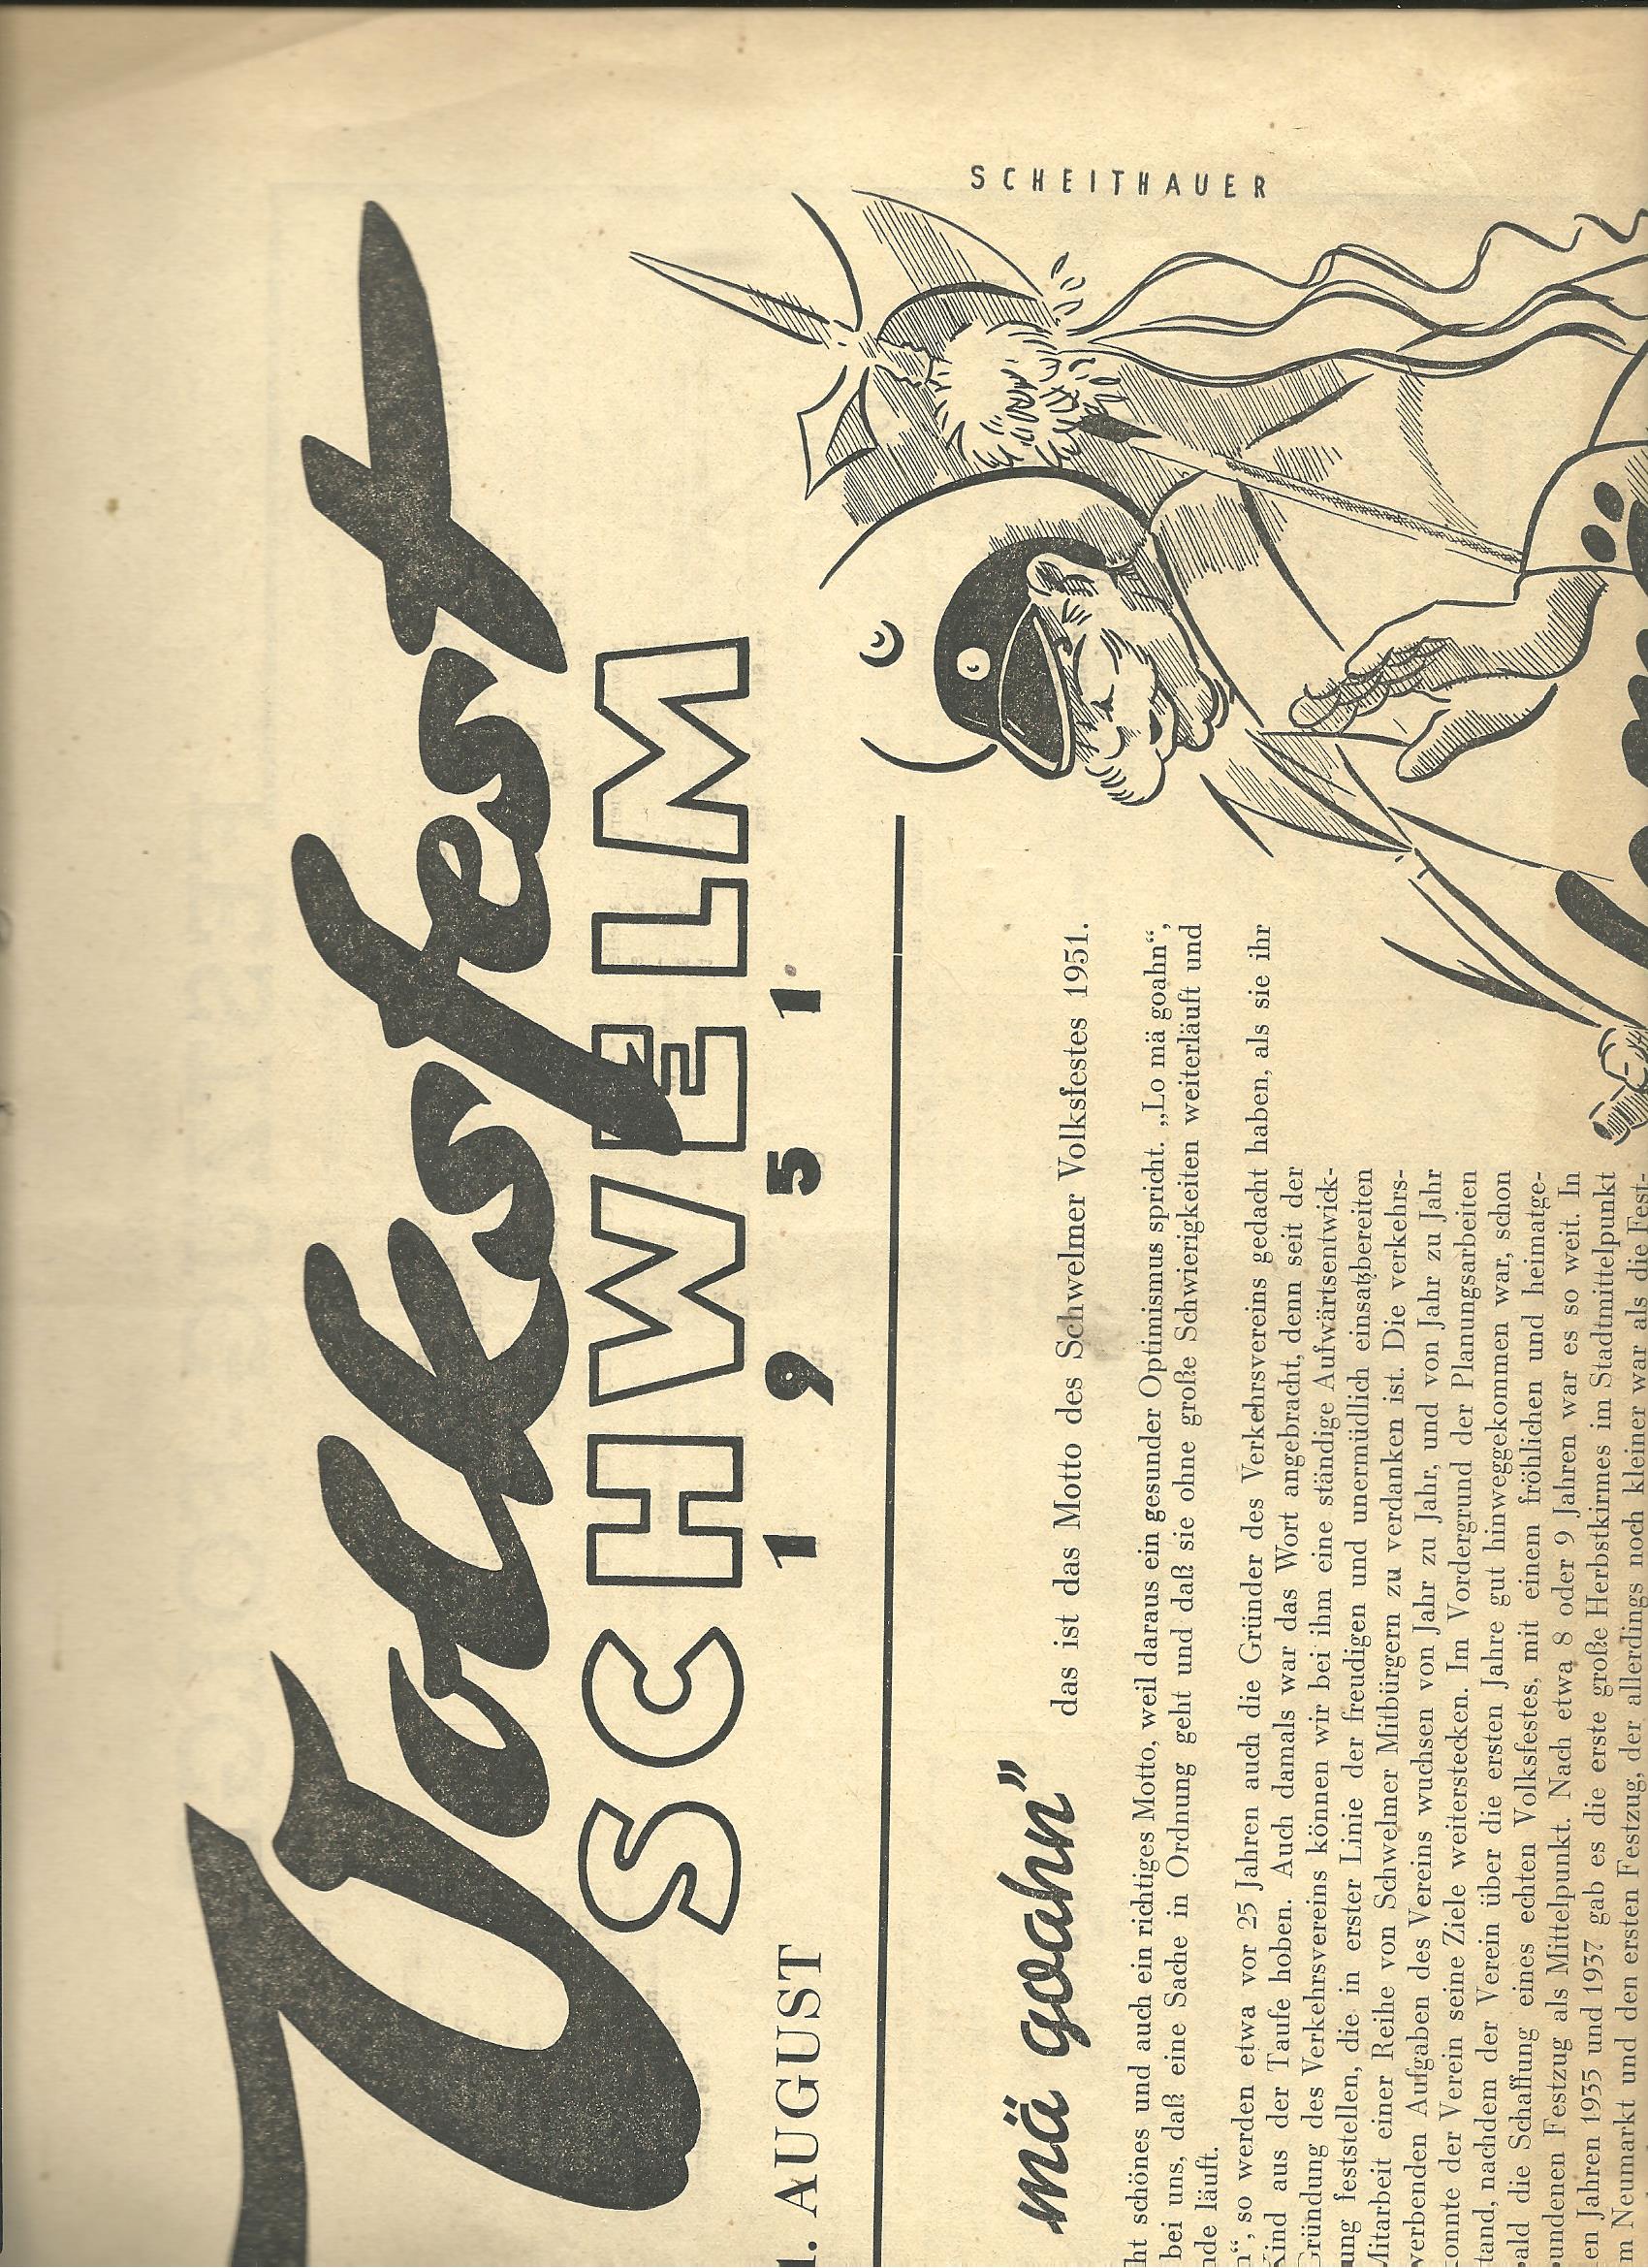 Volksfest
SCHWELM
1. AUGUST 1951
SCHEITHAUER
mä goahn”
das ist das Motto des Schwelmer Volksfestes 1951.
schönes und auch ein richtiges Motto, weil daraus ein gesunder Optimismus spricht. „Lo mä goahn“,
bei uns, daß eine Sache in Ordnung geht und daß sie ohne große Schwierigkeiten weiterläuft und
läuft.
so werden etwa vor 25 Jahren auch die Gründer des Verkehrsvereins gedacht haben, als sie ihr
Kind aus der Taufe hoben. Auch damals war das Wort angebracht, denn seit der
Gründung des Verkehrsvereins können wir bei ihm eine ständige Aufwärtsentwick-
ung feststellen, die in erster Linie der freudigen und unermüdlich einsatzbereiten
Mitarbeit einer Reihe von Schwelmer Mitbürgern zu verdanken ist. Die verkehrs-
werbenden Aufgaben des Vereins wuchsen von Jahr zu Jahr, und von Jahr zu Jahr
onnte der Verein seine Ziele weiterstecken. Im Vordergrund der Planungsarbeiten
tand, nachdem der Verein über die ersten Jahre gut hinweggekommen war, schon
ald die Schaffung eines echten Volksfestes, mit einem fröhlichen und heimatge-
undenen Festzug als Mittelpunkt. Nach etwa 8 oder 9 Jahren war es so weit. In
en Jahren 1935 und 1937 gab es die erste große Herbstkirmes im Stadtmittelpunkt
m Neumarkt und den ersten Festzug, der allerdings noch kleiner war als die Fest-